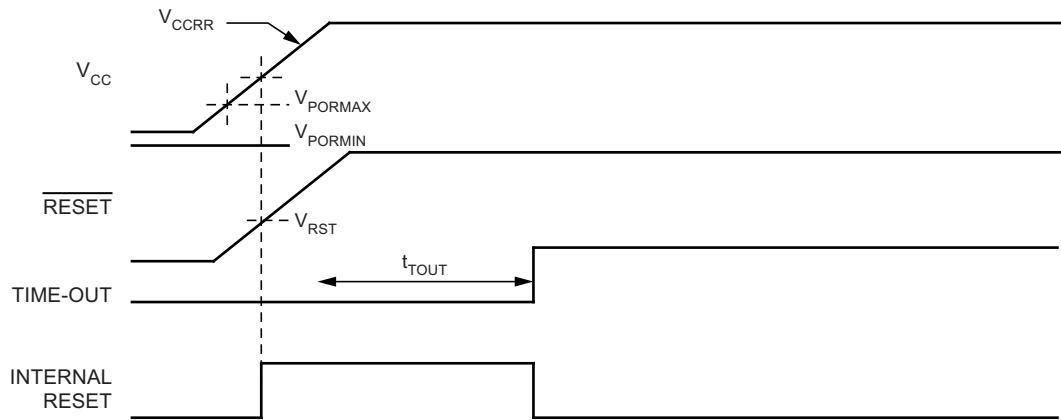 VCCRR
VCC
VPORMAX
VPORMIN
RESET
VRST
tTOUT
TIME-OUT
INTERNAL
RESET